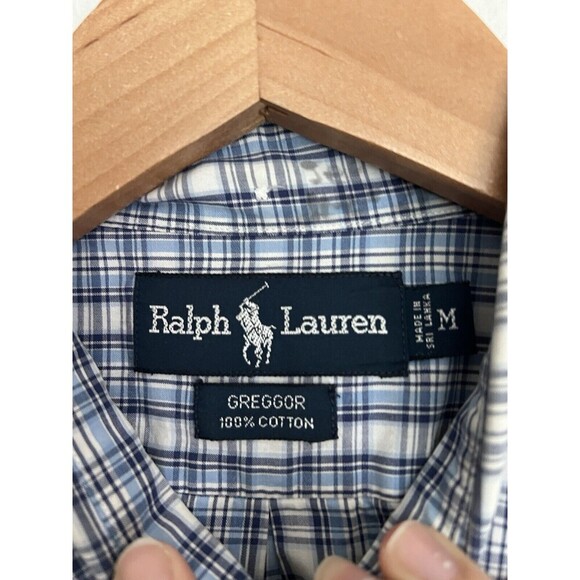 Ralph Lauren
MADE IN
SRI LANKA
M
GREGGOR
100% COTTON